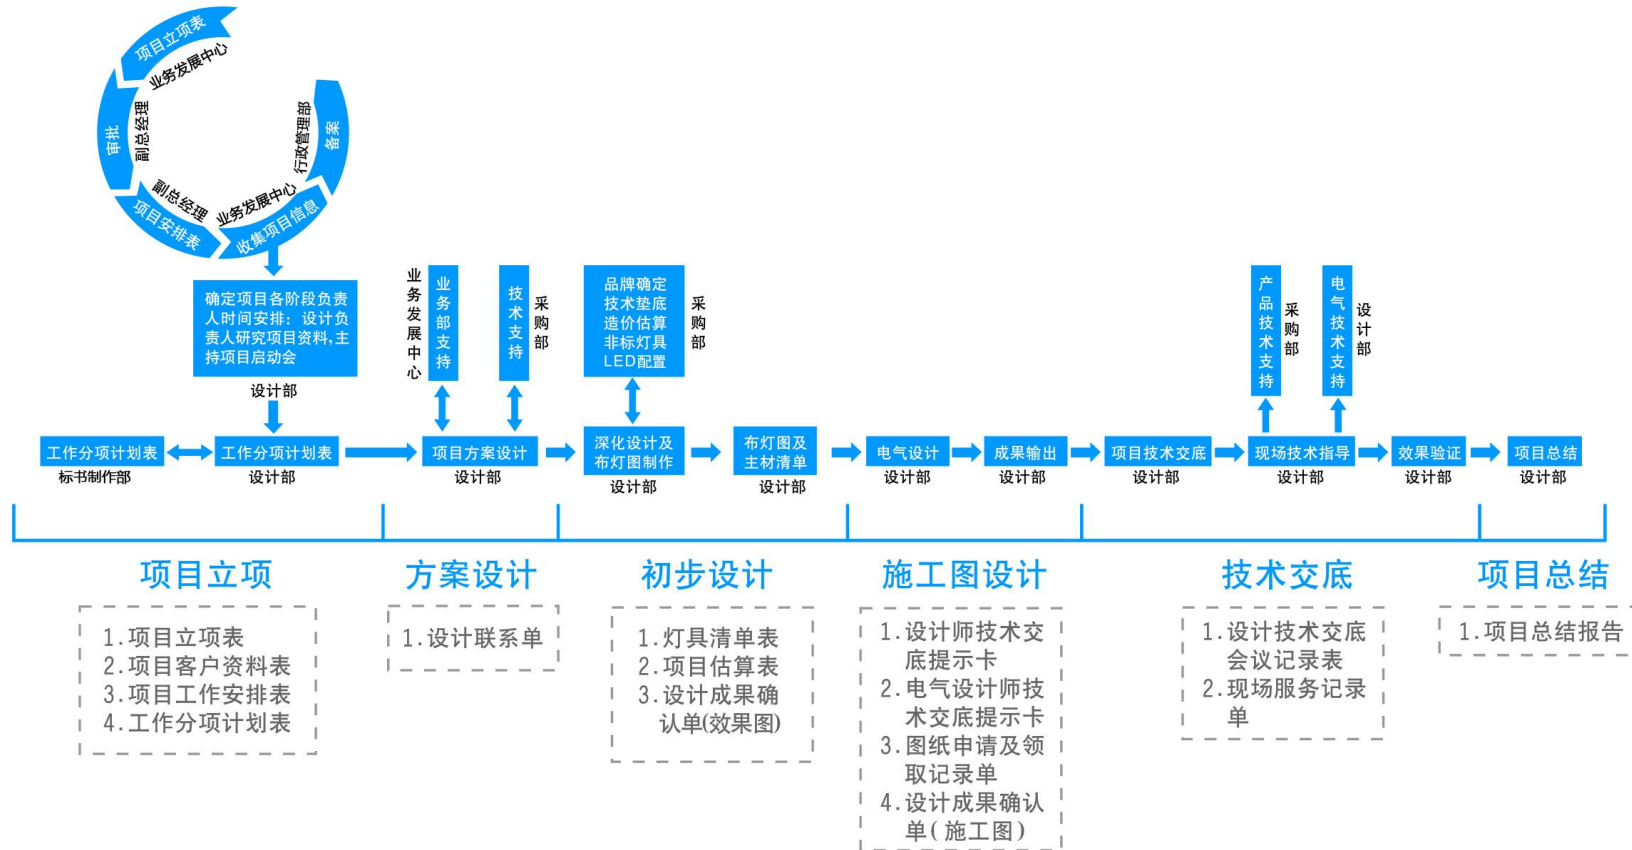 项目立项表
业务发展中心
审批
副总经理
项目安排表
副总经理
收集项目信息
业务发展中心
备案
行政管理部
确定项目各阶段负责
人时间安排：设计负
责人研究项目资料,主
持项目启动会
设计部
业务发展中心
业务部支持
技术支持
采购部
品牌确定
技术垫底
造价估算
非标灯具
LED配置
采购部
产品技术支持
采购部
电气技术支持
设计部
工作分项计划表
标书制作部
工作分项计划表
设计部
项目方案设计
设计部
深化设计及
布灯图制作
设计部
布灯图及
主材清单
设计部
电气设计
设计部
成果输出
设计部
项目技术交底
设计部
现场技术指导
设计部
效果验证
设计部
项目总结
设计部
项目立项
1.项目立项表
2.项目客户资料表
3.项目工作安排表
4.工作分项计划表
方案设计
1.设计联系单
初步设计
1.灯具清单表
2.项目估算表
3.设计成果确
认单(效果图)
施工图设计
1.设计师技术交
底提示卡
2.电气设计师技
术交底提示卡
3.图纸申请及领
取记录单
4.设计成果确认
单(施工图)
技术交底
1.设计技术交底
会议记录表
2.现场服务记录
单
项目总结
1.项目总结报告